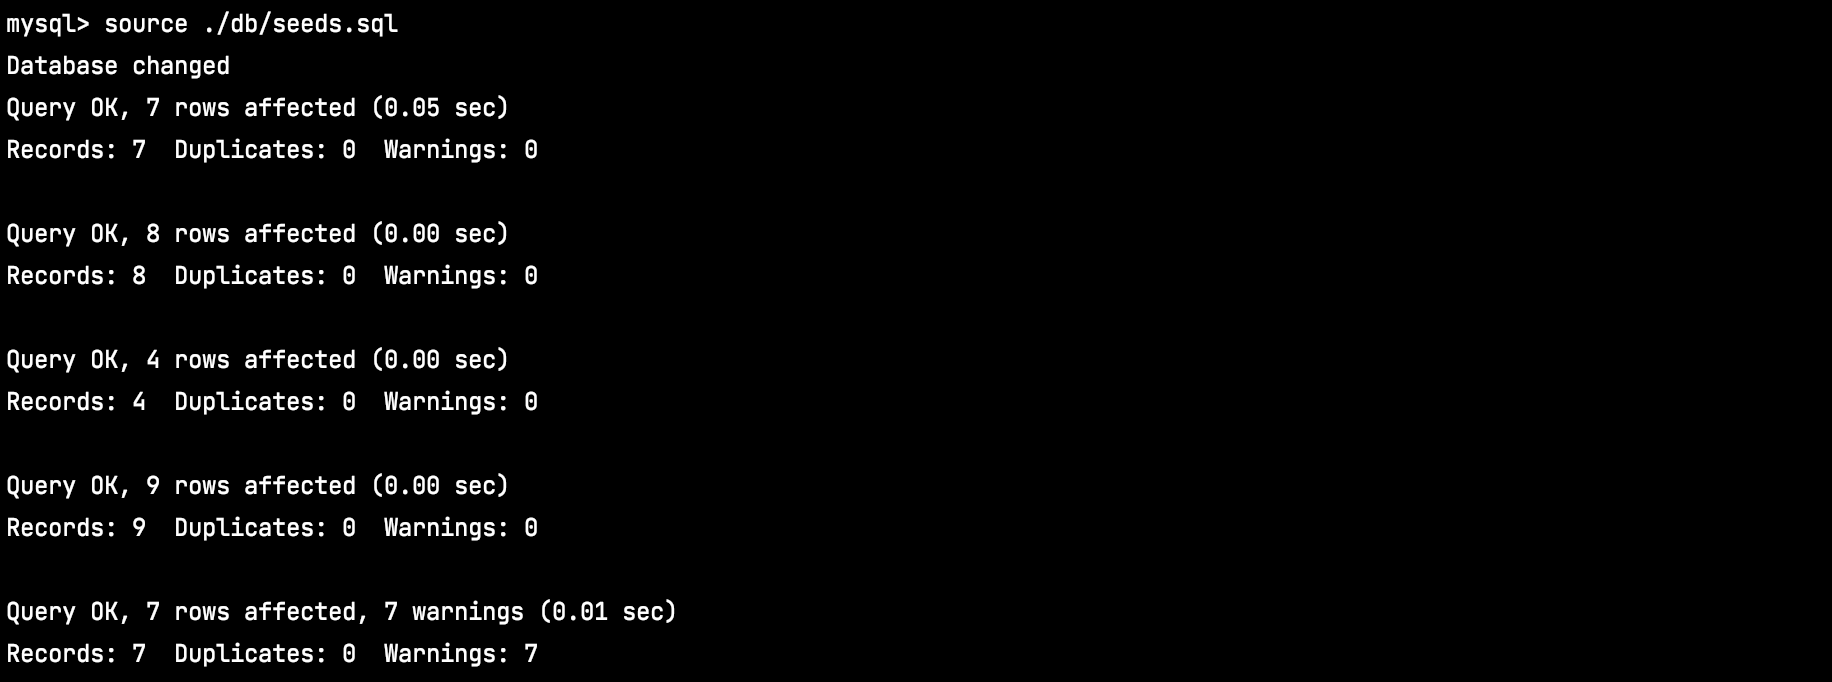 mysql> source ./db/seeds.sql
Database changed
Query OK, 7 rows affected (0.05 sec)
Records: 7  Duplicates: 0  Warnings: 0

Query OK, 8 rows affected (0.00 sec)
Records: 8  Duplicates: 0  Warnings: 0

Query OK, 4 rows affected (0.00 sec)
Records: 4  Duplicates: 0  Warnings: 0

Query OK, 9 rows affected (0.00 sec)
Records: 9  Duplicates: 0  Warnings: 0

Query OK, 7 rows affected, 7 warnings (0.01 sec)
Records: 7  Duplicates: 0  Warnings: 7